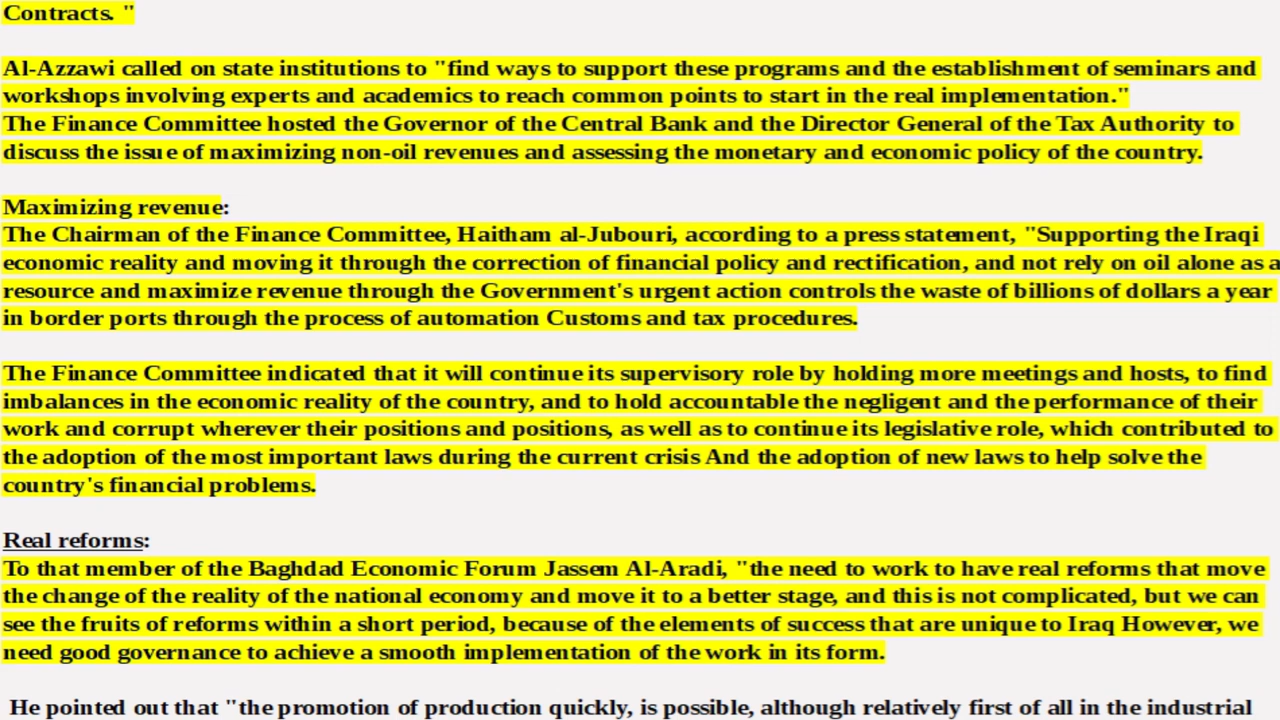 Contracts. "
Al-Azzawi called on state institutions to "find ways to support these programs and the establishment of seminars and
workshops involving experts and academics to reach common points to start in the real implementation."
The Finance Committee hosted the Governor of the Central Bank and the Director General of the Tax Authority to
discuss the issue of maximizing non-oil revenues and assessing the monetary and economic policy of the country.
Maximizing revenue:
The Chairman of the Finance Committee, Haitham al-Jubouri, according to a press statement, "Supporting the Iraqi
economic reality and moving it through the correction of financial policy and rectification, and not rely on oil alone as a
resource and maximize revenue through the Government's urgent action controls the waste of billions of dollars a year
in border ports through the process of automation Customs and tax procedures.
The Finance Committee indicated that it will continue its supervisory role by holding more meetings and hosts, to find
imbalances in the economic reality of the country, and to hold accountable the negligent and the performance of their
work and corrupt wherever their positions and positions, as well as to continue its legislative role, which contributed to
the adoption of the most important laws during the current crisis And the adoption of new laws to help solve the
country's financial problems.
Real reforms:
To that member of the Baghdad Economic Forum Jassem Al-Aradi, "the need to work to have real reforms that move
the change of the reality of the national economy and move it to a better stage, and this is not complicated, but we can
see the fruits of reforms within a short period, because of the elements of success that are unique to Iraq However, we
need good governance to achieve a smooth implementation of the work in its form.
He pointed out that "the promotion of production quickly, is possible, although relatively first of all in the industrial